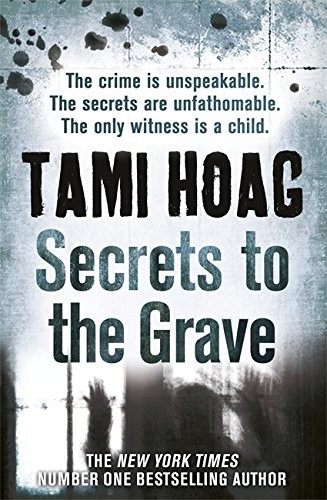 The crime is unspeakable.
The secrets are unfathomable.
The only witness is a child.
TAMI HOAG
Secrets to
the Grave
THE NEW YORK TIMES
NUMBER ONE BESTSELLING AUTHOR